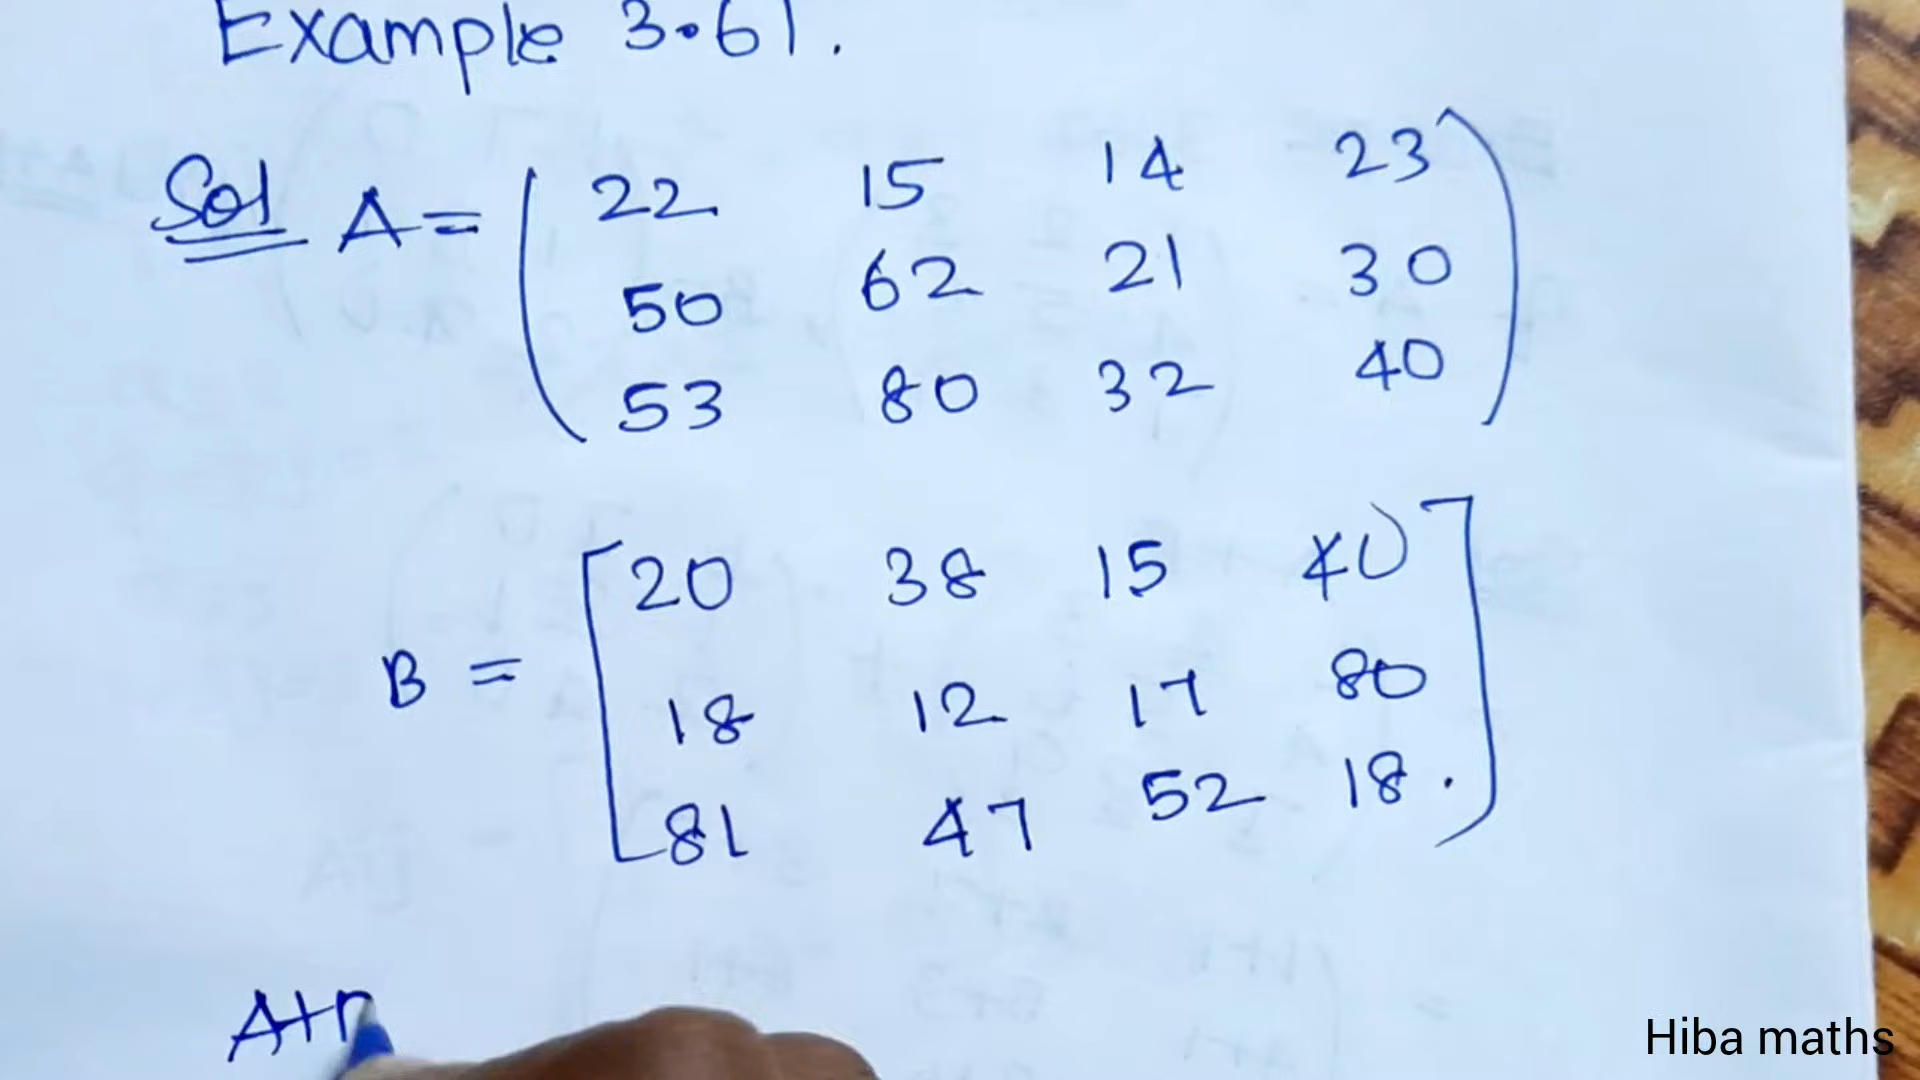 Example 3.61.
Sol A = ( 22 15 14 23
50 62 21 30
53 80 32 40 )
B = [ 20 38 15 40
18 12 17 80
81 47 52 18 . ]
A+
Hiba maths